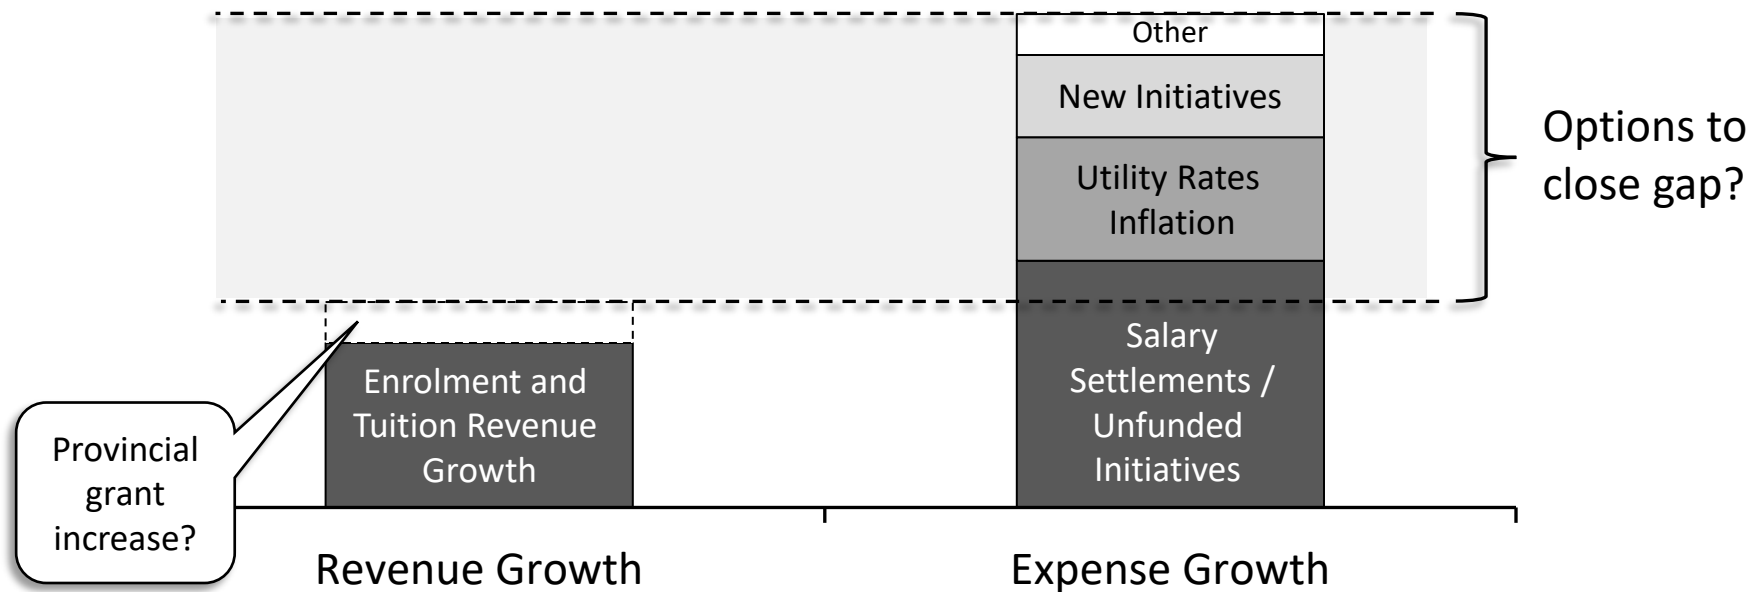 Other
New Initiatives
Utility Rates
Inflation
Options to
close gap?
Salary
Settlements /
Unfunded
Initiatives
Enrolment and
Tuition Revenue
Growth
Provincial
grant
increase?
Revenue Growth
Expense Growth